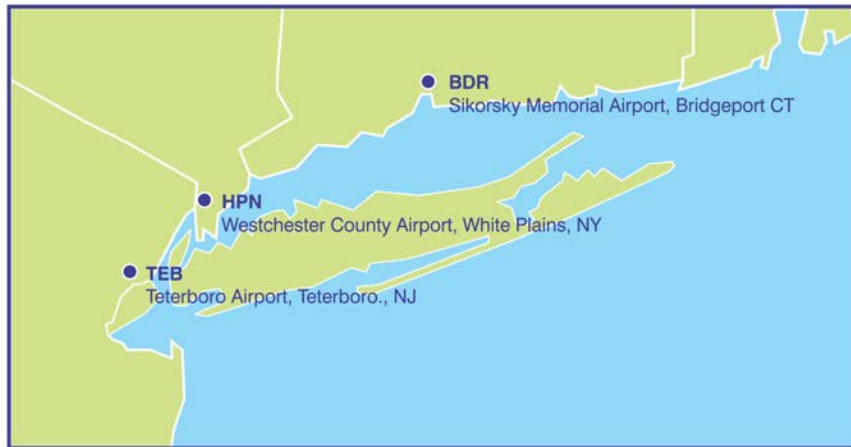 BDR
Sikorsky Memorial Airport, Bridgeport CT
HPN
Westchester County Airport, White Plains, NY
TEB
Teterboro Airport, Teterboro., NJ